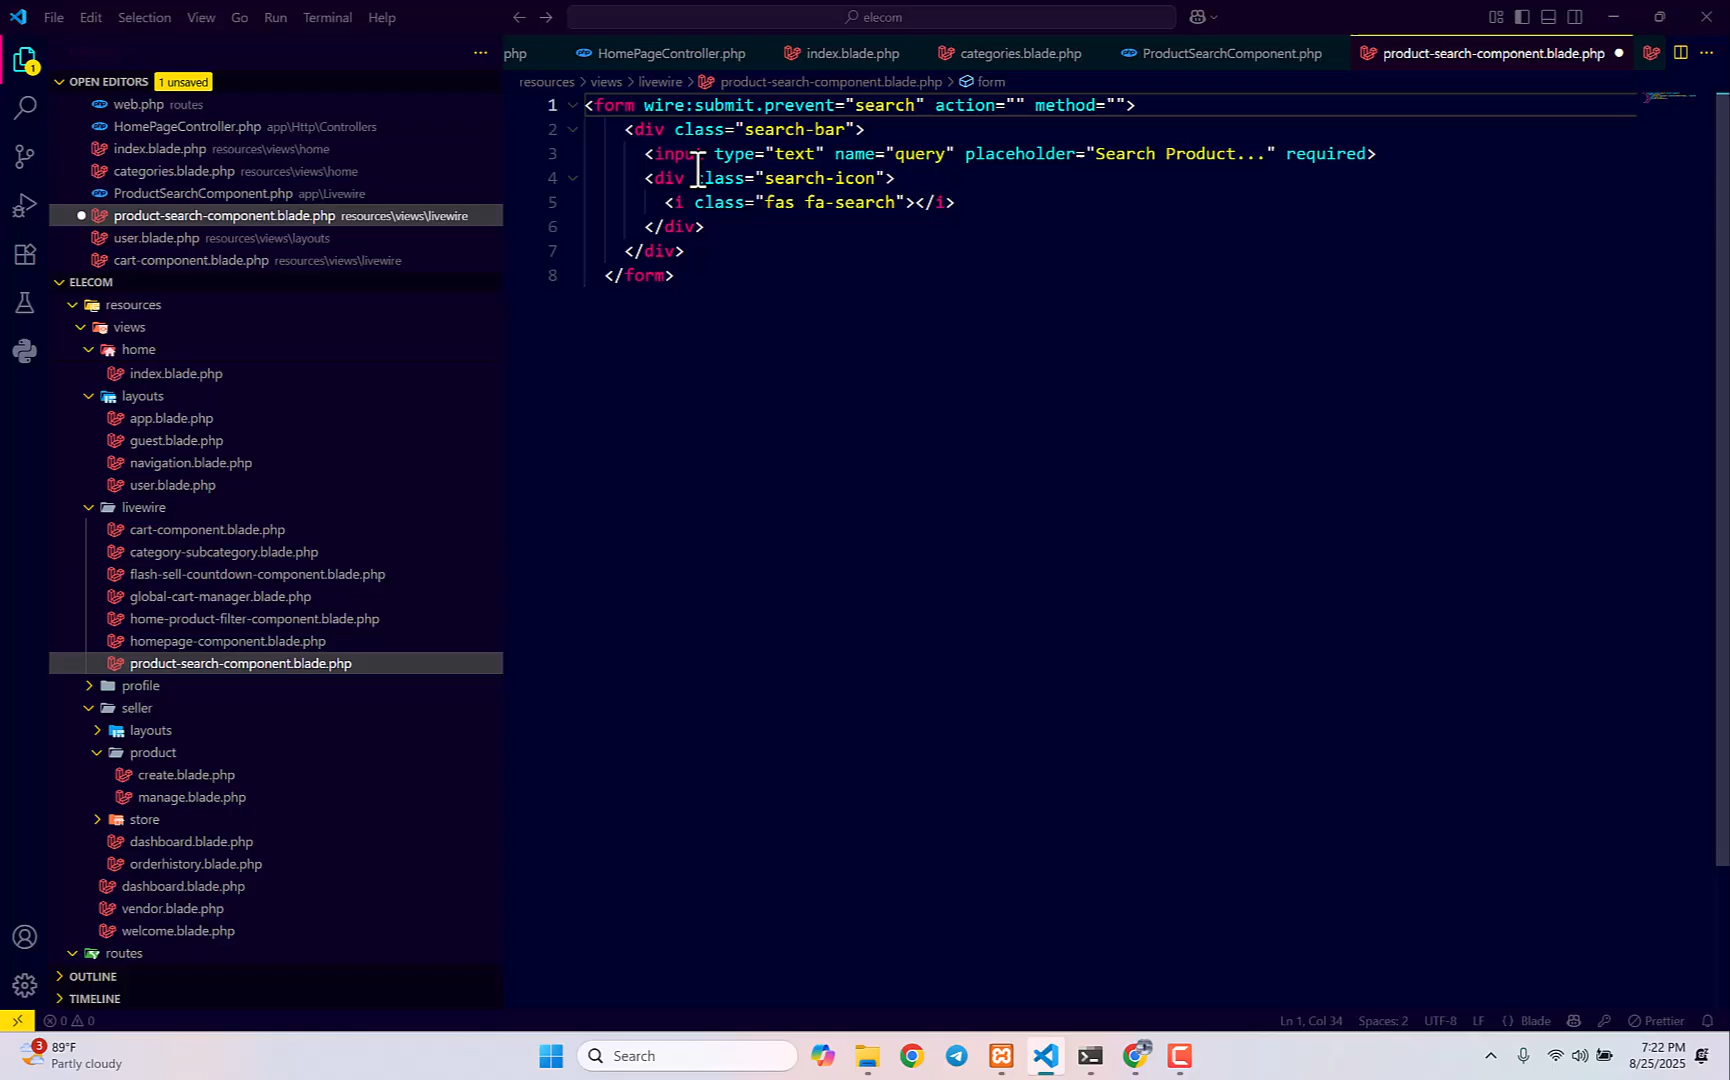 File Edit Selection View Go Run Terminal Help
elecom
OPEN EDITORS 1 unsaved
web.php routes
HomePageController.php app\Http\Controllers
index.blade.php resources\views\home
categories.blade.php resources\views\home
ProductSearchComponent.php app\Livewire
product-search-component.blade.php resources\views\livewire
user.blade.php resources\views\layouts
cart-component.blade.php resources\views\livewire
ELECOM
resources
views
home
index.blade.php
layouts
app.blade.php
guest.blade.php
navigation.blade.php
user.blade.php
livewire
cart-component.blade.php
category-subcategory.blade.php
flash-sell-countdown-component.blade.php
global-cart-manager.blade.php
home-product-filter-component.blade.php
homepage-component.blade.php
product-search-component.blade.php
profile
seller
layouts
product
create.blade.php
manage.blade.php
store
dashboard.blade.php
orderhistory.blade.php
dashboard.blade.php
vendor.blade.php
welcome.blade.php
routes
OUTLINE
TIMELINE
php HomePageController.php index.blade.php categories.blade.php ProductSearchComponent.php product-search-component.blade.php
resources > views > livewire > product-search-component.blade.php > form
1 <form wire:submit.prevent="search" action="" method="">
2 <div class="search-bar">
3 <input type="text" name="query" placeholder="Search Product..." required>
4 <div class="search-icon">
5 <i class="fas fa-search"></i>
6 </div>
7 </div>
8 </form>
0 0 Ln 1, Col 34 Spaces: 2 UTF-8 LF {} Blade Prettier
1
3 89°F
Partly cloudy
Search
7:22 PM
8/25/2025